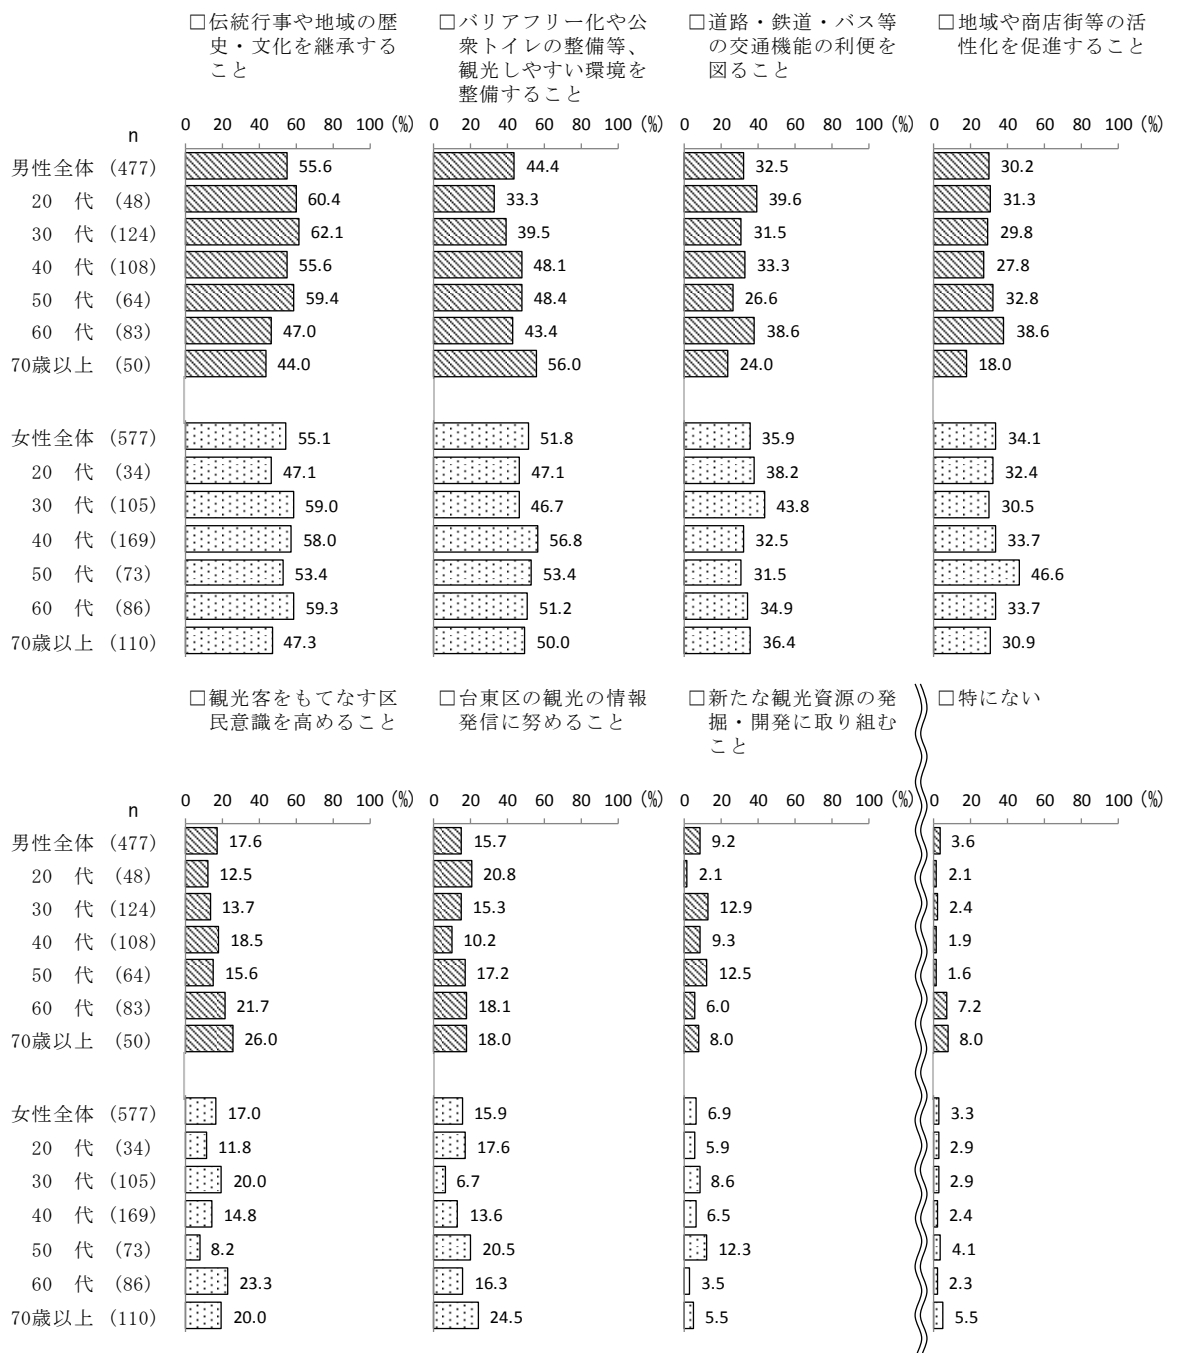 □伝統行事や地域の歴
史・文化を継承する
こと
□バリアフリー化や公
衆トイレの整備等、
観光しやすい環境を
整備すること
□道路・鉄道・バス等
の交通機能の利便を
図ること
□地域や商店街等の活
性化を促進すること
n
0 20 40 60 80 100 (%) 0 20 40 60 80 100 (%) 0 20 40 60 80 100 (%) 0 20 40 60 80 100 (%)
男性全体 (477) 55.6 44.4 32.5 30.2
20 代 (48) 60.4 33.3 39.6 31.3
30 代 (124) 62.1 39.5 31.5 29.8
40 代 (108) 55.6 48.1 33.3 27.8
50 代 (64) 59.4 48.4 26.6 32.8
60 代 (83) 47.0 43.4 38.6 38.6
70歳以上 (50) 44.0 56.0 24.0 18.0
女性全体 (577) 55.1 51.8 35.9 34.1
20 代 (34) 47.1 47.1 38.2 32.4
30 代 (105) 59.0 46.7 43.8 30.5
40 代 (169) 58.0 56.8 32.5 33.7
50 代 (73) 53.4 53.4 31.5 46.6
60 代 (86) 59.3 51.2 34.9 33.7
70歳以上 (110) 47.3 50.0 36.4 30.9
□観光客をもてなす区
民意識を高めること
□台東区の観光の情報
発信に努めること
□新たな観光資源の発
掘・開発に取り組む
こと
□特にない
n
0 20 40 60 80 100 (%) 0 20 40 60 80 100 (%) 0 20 40 60 80 100 (%) 0 20 40 60 80 100 (%)
男性全体 (477) 17.6 15.7 9.2 3.6
20 代 (48) 12.5 20.8 2.1 2.1
30 代 (124) 13.7 15.3 12.9 2.4
40 代 (108) 18.5 10.2 9.3 1.9
50 代 (64) 15.6 17.2 12.5 1.6
60 代 (83) 21.7 18.1 6.0 7.2
70歳以上 (50) 26.0 18.0 8.0 8.0
女性全体 (577) 17.0 15.9 6.9 3.3
20 代 (34) 11.8 17.6 5.9 2.9
30 代 (105) 20.0 6.7 8.6 2.9
40 代 (169) 14.8 13.6 6.5 2.4
50 代 (73) 8.2 20.5 12.3 4.1
60 代 (86) 23.3 16.3 3.5 2.3
70歳以上 (110) 20.0 24.5 5.5 5.5